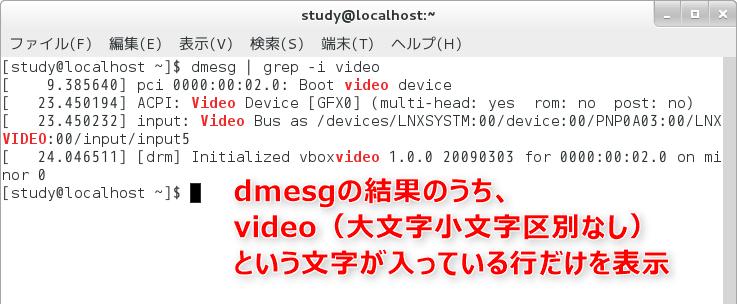 study@localhost:~
ファイル(F) 編集(E) 表示(V) 検索(S) 端末(T) ヘルプ(H)
[study@localhost ~]$ dmesg | grep -i video
[    9.385640] pci 0000:00:02.0: Boot video device
[   23.450194] ACPI: Video Device [GFX0] (multi-head: yes  rom: no  post: no)
[   23.450232] input: Video Bus as /devices/LNXSYSTM:00/device:00/PNP0A03:00/LNX
VIDEO:00/input/input5
[   24.046511] [drm] Initialized vboxvideo 1.0.0 20090303 for 0000:00:02.0 on mi
nor 0
[study@localhost ~]$
dmesgの結果のうち、
video（大文字小文字区別なし）
という文字が入っている行だけを表示